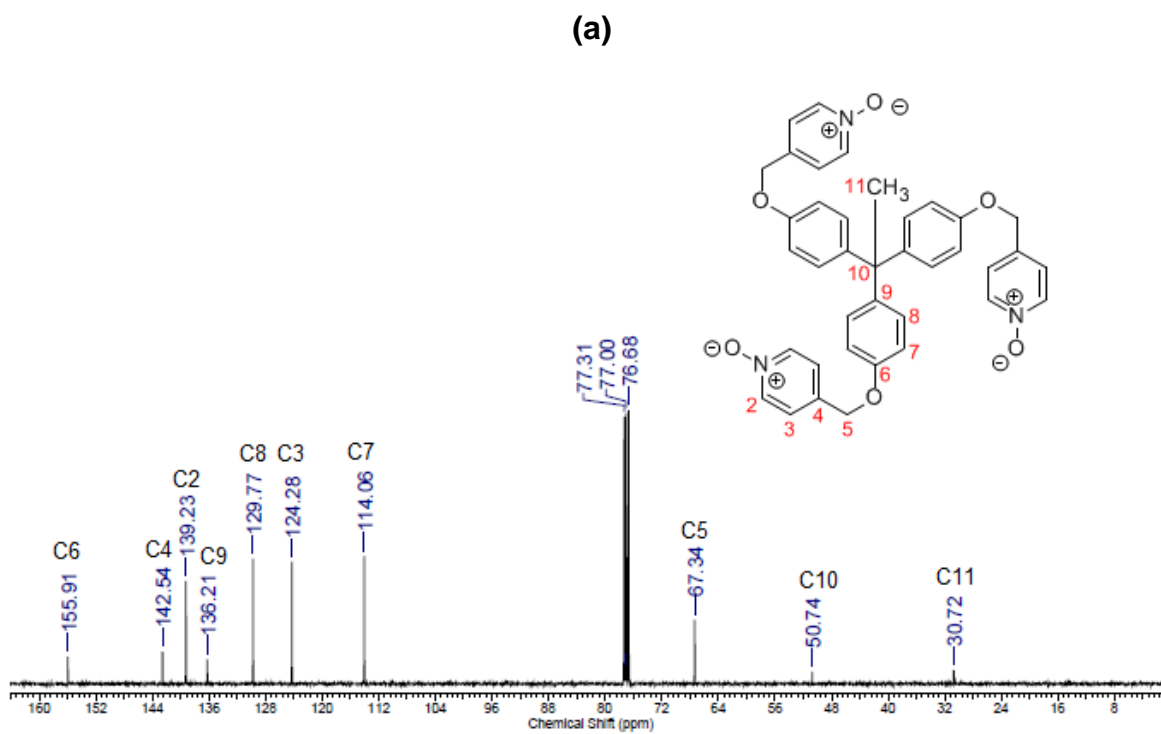 (a)
O ⊖
N
⊕
O
11 CH₃
O
10
9
8
7
6
O
5
4
3
2
⊖ O
N
⊕
⊕
N
O
⊖
77.31
77.00
76.68
C6
155.91
C4
142.54
C2
139.23
C9
136.21
C8
129.77
C3
124.28
C7
114.06
C5
67.34
C10
50.74
C11
30.72
160 152 144 136 128 120 112 104 96 88 80 72 64 56 48 40 32 24 16 8
Chemical Shift (ppm)